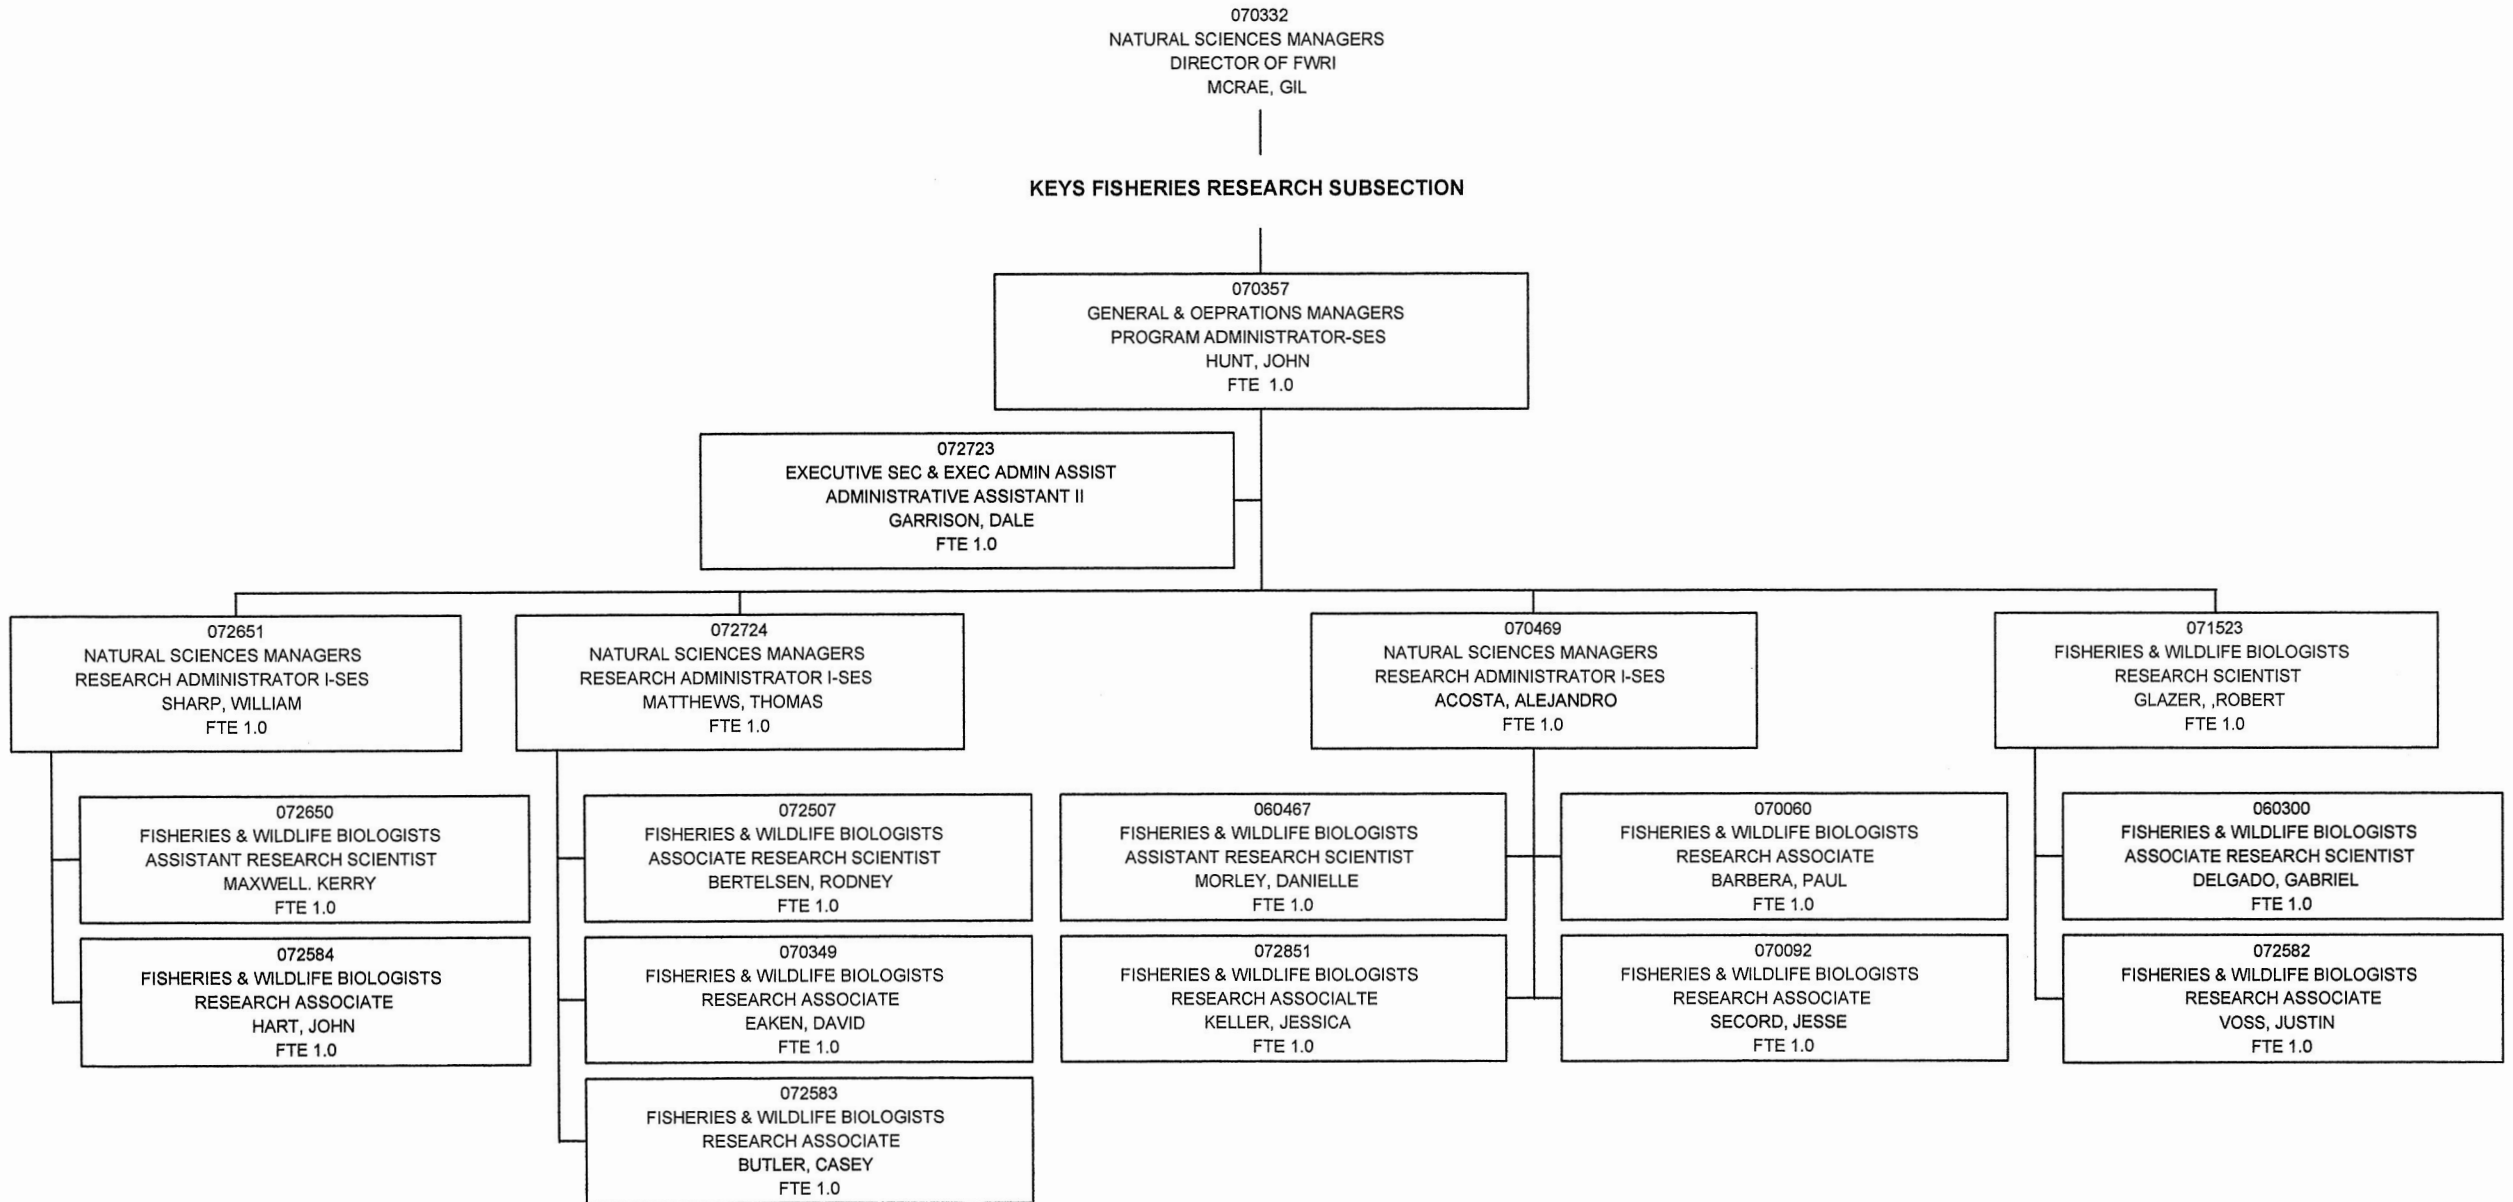 070332
NATURAL SCIENCES MANAGERS
DIRECTOR OF FWRI
MCRAE, GIL
KEYS FISHERIES RESEARCH SUBSECTION
070357
GENERAL & OEPRATIONS MANAGERS
PROGRAM ADMINISTRATOR-SES
HUNT, JOHN
FTE 1.0
072723
EXECUTIVE SEC & EXEC ADMIN ASSIST
ADMINISTRATIVE ASSISTANT II
GARRISON, DALE
FTE 1.0
072651
NATURAL SCIENCES MANAGERS
RESEARCH ADMINISTRATOR I-SES
SHARP, WILLIAM
FTE 1.0
072724
NATURAL SCIENCES MANAGERS
RESEARCH ADMINISTRATOR I-SES
MATTHEWS, THOMAS
FTE 1.0
070469
NATURAL SCIENCES MANAGERS
RESEARCH ADMINISTRATOR I-SES
ACOSTA, ALEJANDRO
FTE 1.0
071523
FISHERIES & WILDLIFE BIOLOGISTS
RESEARCH SCIENTIST
GLAZER, ,ROBERT
FTE 1.0
072650
FISHERIES & WILDLIFE BIOLOGISTS
ASSISTANT RESEARCH SCIENTIST
MAXWELL. KERRY
FTE 1.0
072507
FISHERIES & WILDLIFE BIOLOGISTS
ASSOCIATE RESEARCH SCIENTIST
BERTELSEN, RODNEY
FTE 1.0
060467
FISHERIES & WILDLIFE BIOLOGISTS
ASSISTANT RESEARCH SCIENTIST
MORLEY, DANIELLE
FTE 1.0
070060
FISHERIES & WILDLIFE BIOLOGISTS
RESEARCH ASSOCIATE
BARBERA, PAUL
FTE 1.0
060300
FISHERIES & WILDLIFE BIOLOGISTS
ASSOCIATE RESEARCH SCIENTIST
DELGADO, GABRIEL
FTE 1.0
072584
FISHERIES & WILDLIFE BIOLOGISTS
RESEARCH ASSOCIATE
HART, JOHN
FTE 1.0
070349
FISHERIES & WILDLIFE BIOLOGISTS
RESEARCH ASSOCIATE
EAKEN, DAVID
FTE 1.0
072851
FISHERIES & WILDLIFE BIOLOGISTS
RESEARCH ASSOCIALTE
KELLER, JESSICA
FTE 1.0
070092
FISHERIES & WILDLIFE BIOLOGISTS
RESEARCH ASSOCIATE
SECORD, JESSE
FTE 1.0
072582
FISHERIES & WILDLIFE BIOLOGISTS
RESEARCH ASSOCIATE
VOSS, JUSTIN
FTE 1.0
072583
FISHERIES & WILDLIFE BIOLOGISTS
RESEARCH ASSOCIATE
BUTLER, CASEY
FTE 1.0